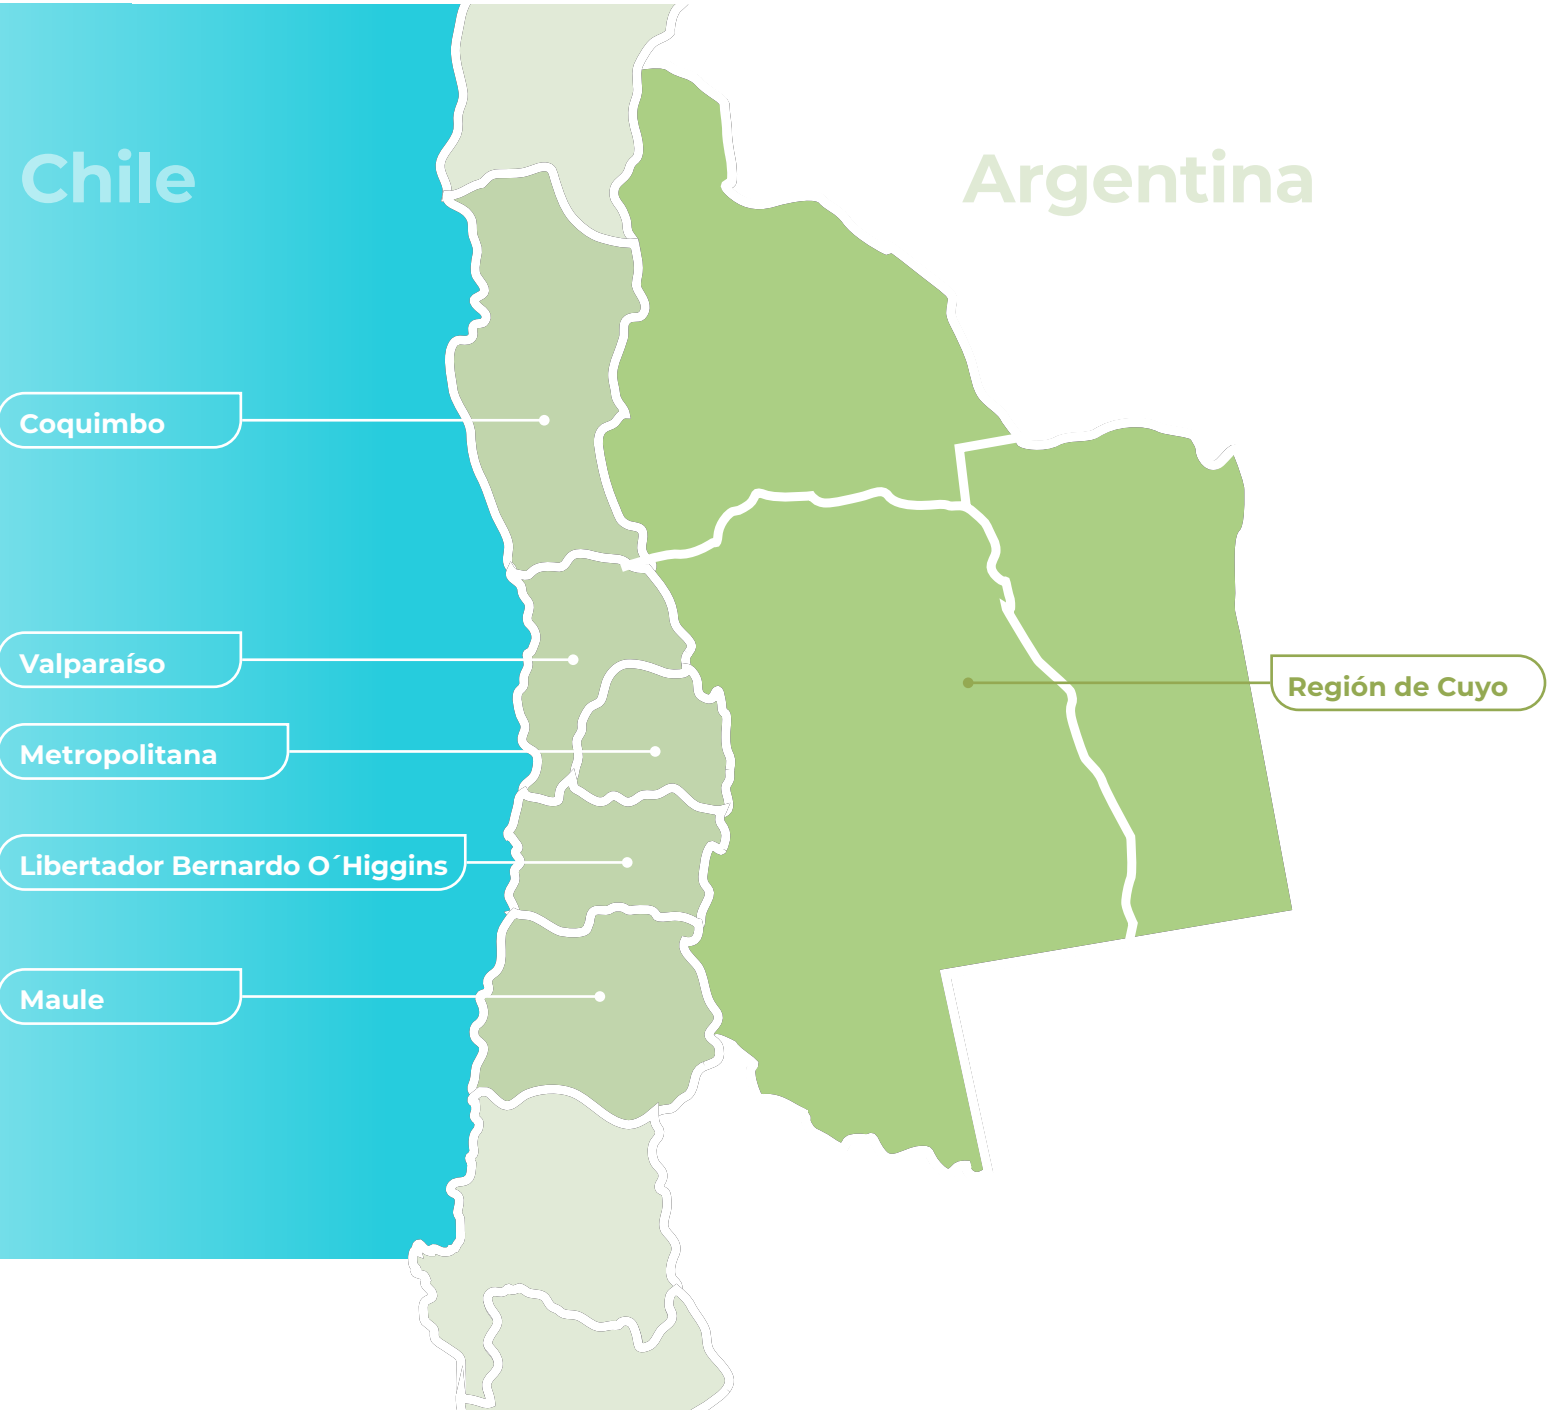 Chile
Argentina
Coquimbo
Valparaíso
Región de Cuyo
Metropolitana
Libertador Bernardo O´Higgins
Maule